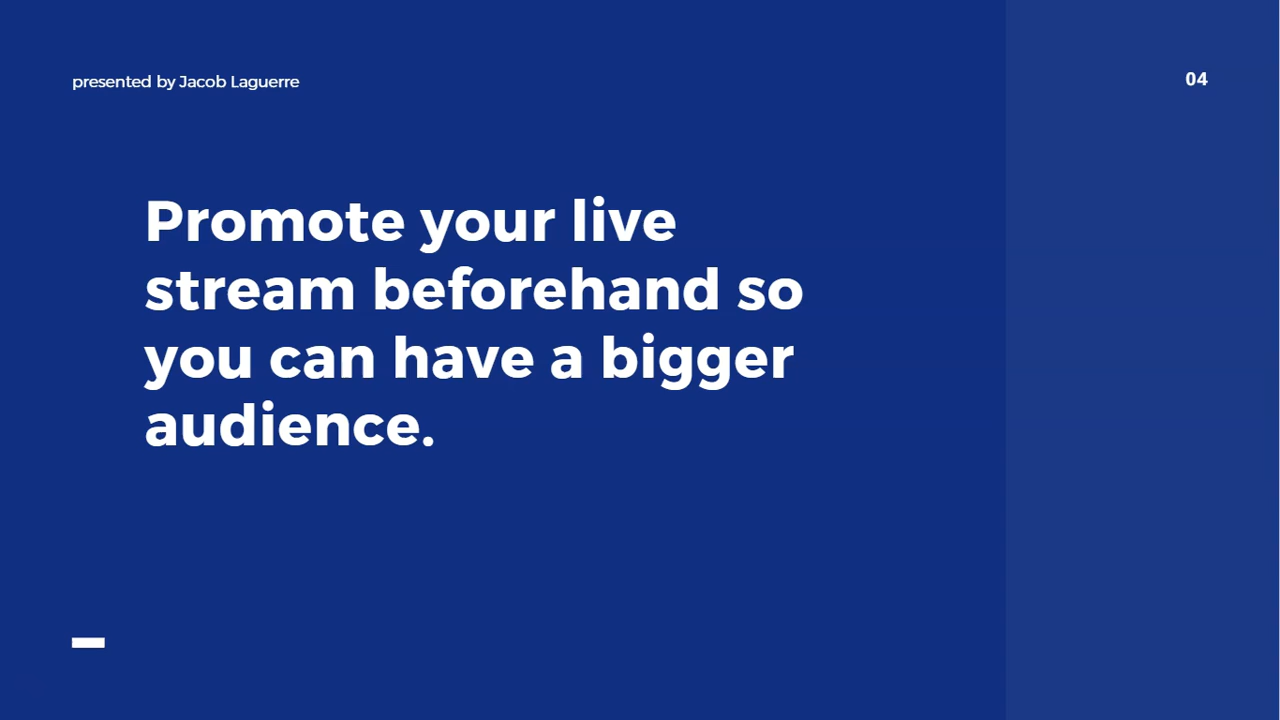 presented by Jacob Laguerre
04
Promote your live
stream beforehand so
you can have a bigger
audience.